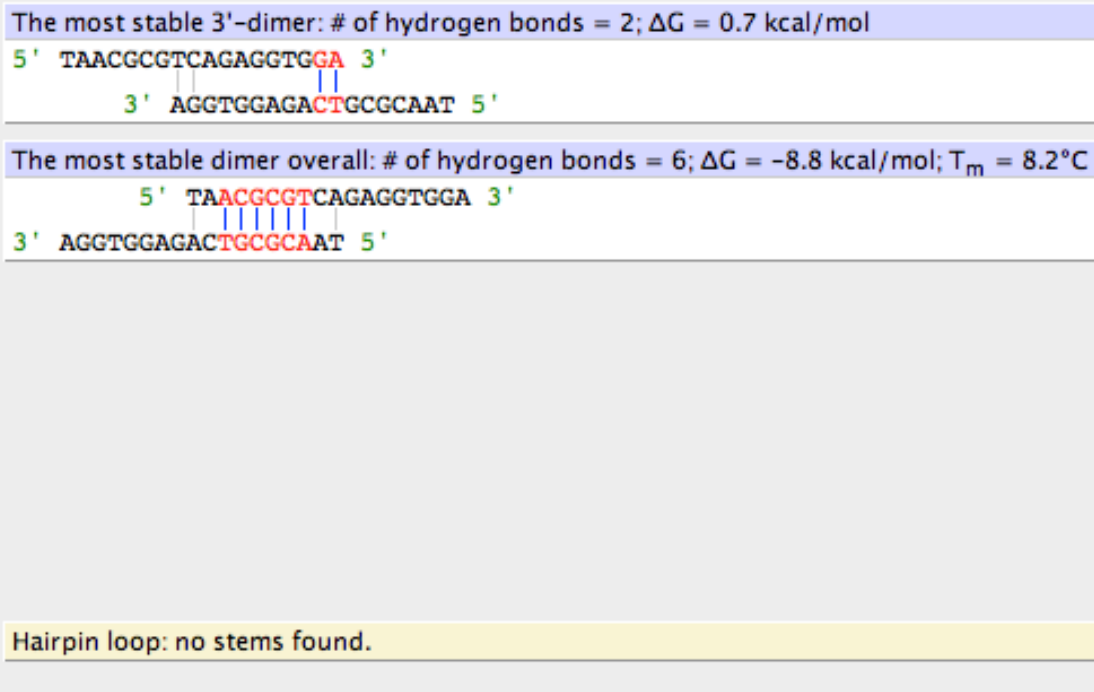 The most stable 3'-dimer: # of hydrogen bonds = 2; ΔG = 0.7 kcal/mol
5' TAACGCGTCAGAGGTGGA 3'
3' AGGTGGAGACTGCGCAAT 5'
The most stable dimer overall: # of hydrogen bonds = 6; ΔG = -8.8 kcal/mol; Tm = 8.2°C
5' TAACGCGTCAGAGGTGGA 3'
3' AGGTGGAGACTGCGCAAT 5'
Hairpin loop: no stems found.